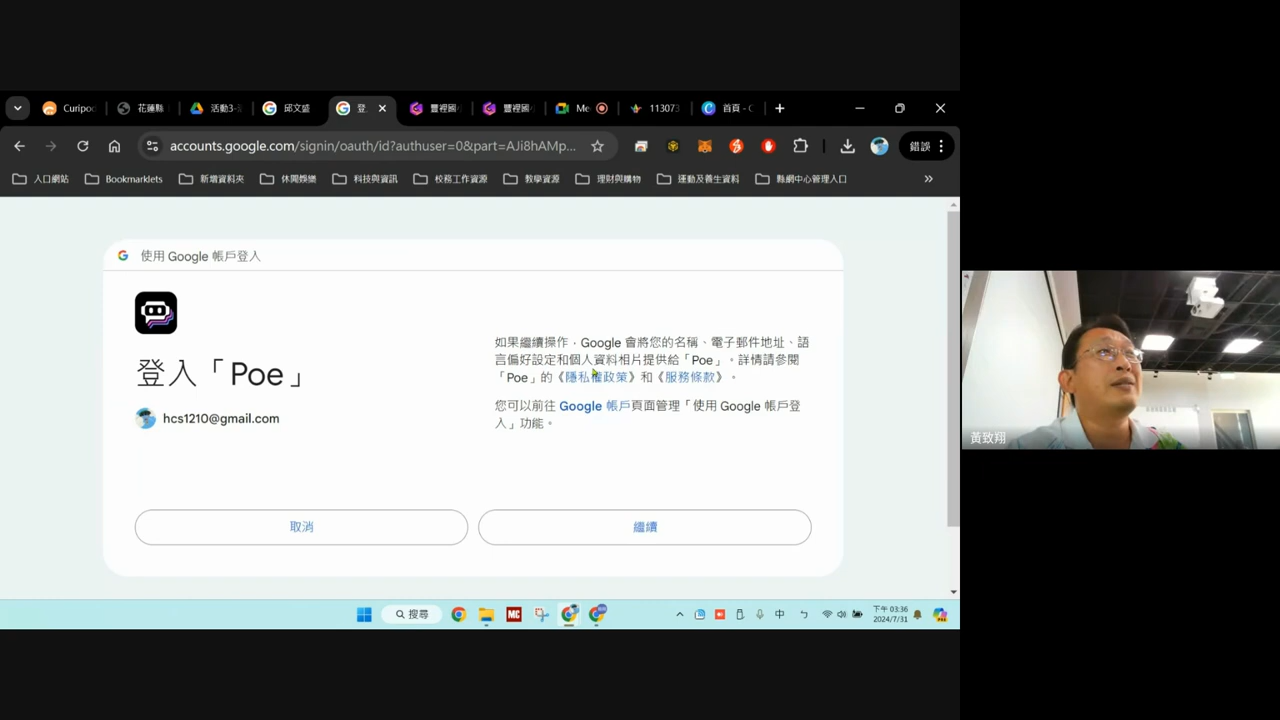 Curipo
花蓮縣
活動3-
邱文盛
登
豐裡國
豐裡國
Me
11307
首頁 - C
accounts.google.com/signin/oauth/id?authuser=0&part=AJi8hAMp...
錯誤
人口網站
Bookmarklets
新增資料夾
休閒娛樂
科技與資訊
校務工作資源
教學資源
理財與購物
運動及養生資料
縣網中心管理入口
»
使用 Google 帳戶登入
登入「Poe」
hcs1210@gmail.com
如果繼續操作，Google 會將您的名稱、電子郵件地址、語
言偏好設定和個人資料相片提供給「Poe」。詳情請參閱
「Poe」的《隱私權政策》和《服務條款》。
您可以前往 Google 帳戶頁面管理「使用 Google 帳戶登
入」功能。
取消
繼續
黃致翔
搜尋
MC
中
ㄅ
下午 03:36
2024/7/31